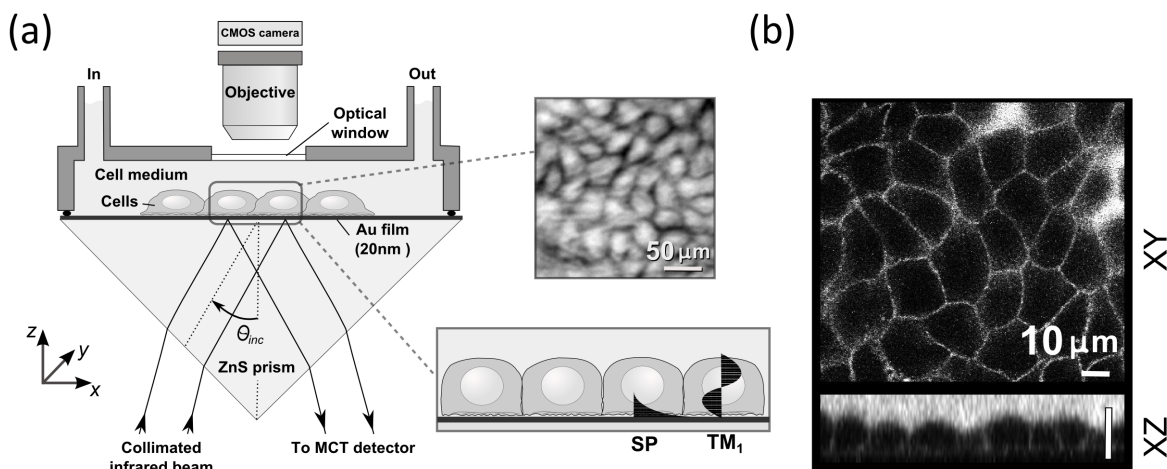 (a)
CMOS camera
In
Out
Objective
Optical
window
Cell medium
Cells
Au film
(20nm )
Θinc
ZnS prism
z
y
x
Collimated
infrared beam
To MCT detector
50 μm
SP
TM1
(b)
10 μm
XY
XZ